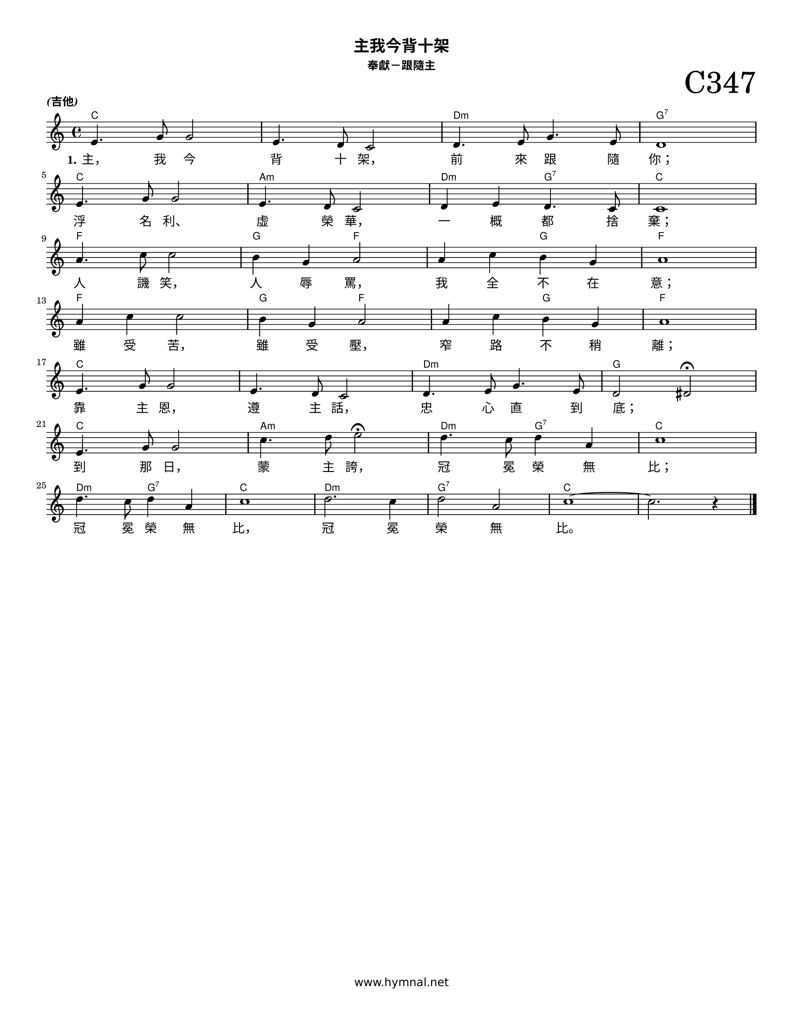 主我今背十架
奉獻－跟隨主
C347
(吉他)
C Dm G7
1. 主， 我 今 背 十 架， 前 來 跟 隨 你；
5 C Am Dm G7 C
浮 名 利、 虛 榮 華， 一 概 都 捨 棄；
9 F G F G F
人 譏 笑， 人 辱 罵， 我 全 不 在 意；
13 F G F G F
雖 受 苦， 雖 受 壓， 窄 路 不 稍 離；
17 C Dm G
靠 主 恩， 遵 主 話， 忠 心 直 到 底；
21 C Am Dm G7 C
到 那 日， 蒙 主 誇， 冠 冕 榮 無 比；
25 Dm G7 C Dm G7 C
冠 冕 榮 無 比， 冠 冕 榮 無 比。
www.hymnal.net